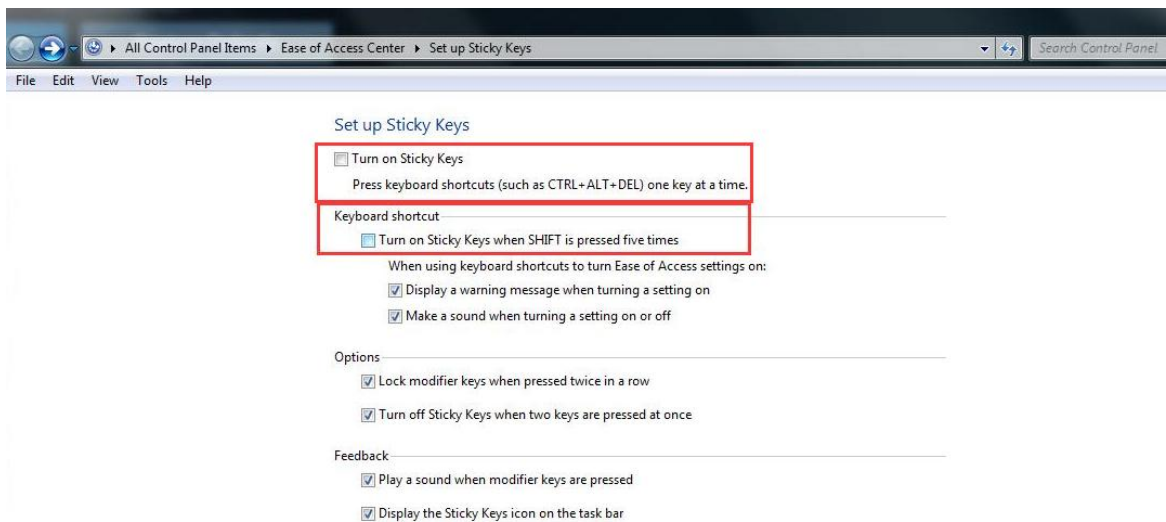 All Control Panel Items Ease of Access Center Set up Sticky Keys Search Control Panel
File Edit View Tools Help
Set up Sticky Keys
Turn on Sticky Keys
Press keyboard shortcuts (such as CTRL+ALT+DEL) one key at a time.
Keyboard shortcut
Turn on Sticky Keys when SHIFT is pressed five times
When using keyboard shortcuts to turn Ease of Access settings on:
Display a warning message when turning a setting on
Make a sound when turning a setting on or off
Options
Lock modifier keys when pressed twice in a row
Turn off Sticky Keys when two keys are pressed at once
Feedback
Play a sound when modifier keys are pressed
Display the Sticky Keys icon on the task bar